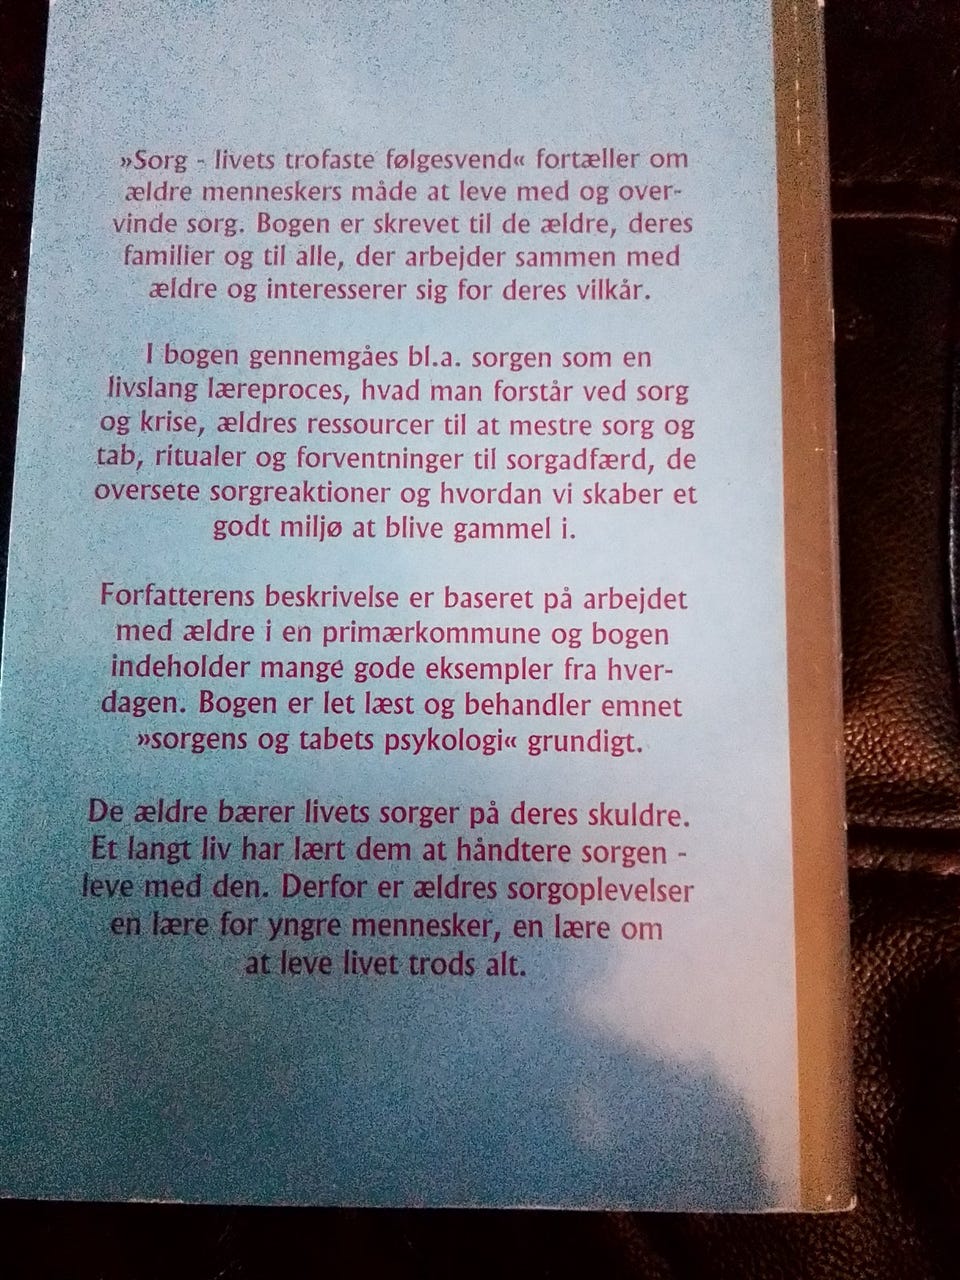 »Sorg - livets trofaste følgesvend« fortæller om
ældre menneskers måde at leve med og over-
vinde sorg. Bogen er skrevet til de ældre, deres
familier og til alle, der arbejder sammen med
ældre og interesserer sig for deres vilkår.
I bogen gennemgåes bl.a. sorgen som en
livslang læreproces, hvad man forstår ved sorg
og krise, ældres ressourcer til at mestre sorg og
tab, ritualer og forventninger til sorgadfærd, de
oversete sorgreaktioner og hvordan vi skaber et
godt miljø at blive gammel i.
Forfatterens beskrivelse er baseret på arbejdet
med ældre i en primærkommune og bogen
indeholder mange gode eksempler fra hver-
dagen. Bogen er let læst og behandler emnet
»sorgens og tabets psykologi« grundigt.
De ældre bærer livets sorger på deres skuldre.
Et langt liv har lært dem at håndtere sorgen -
leve med den. Derfor er ældres sorgoplevelser
en lære for yngre mennesker, en lære om
at leve livet trods alt.